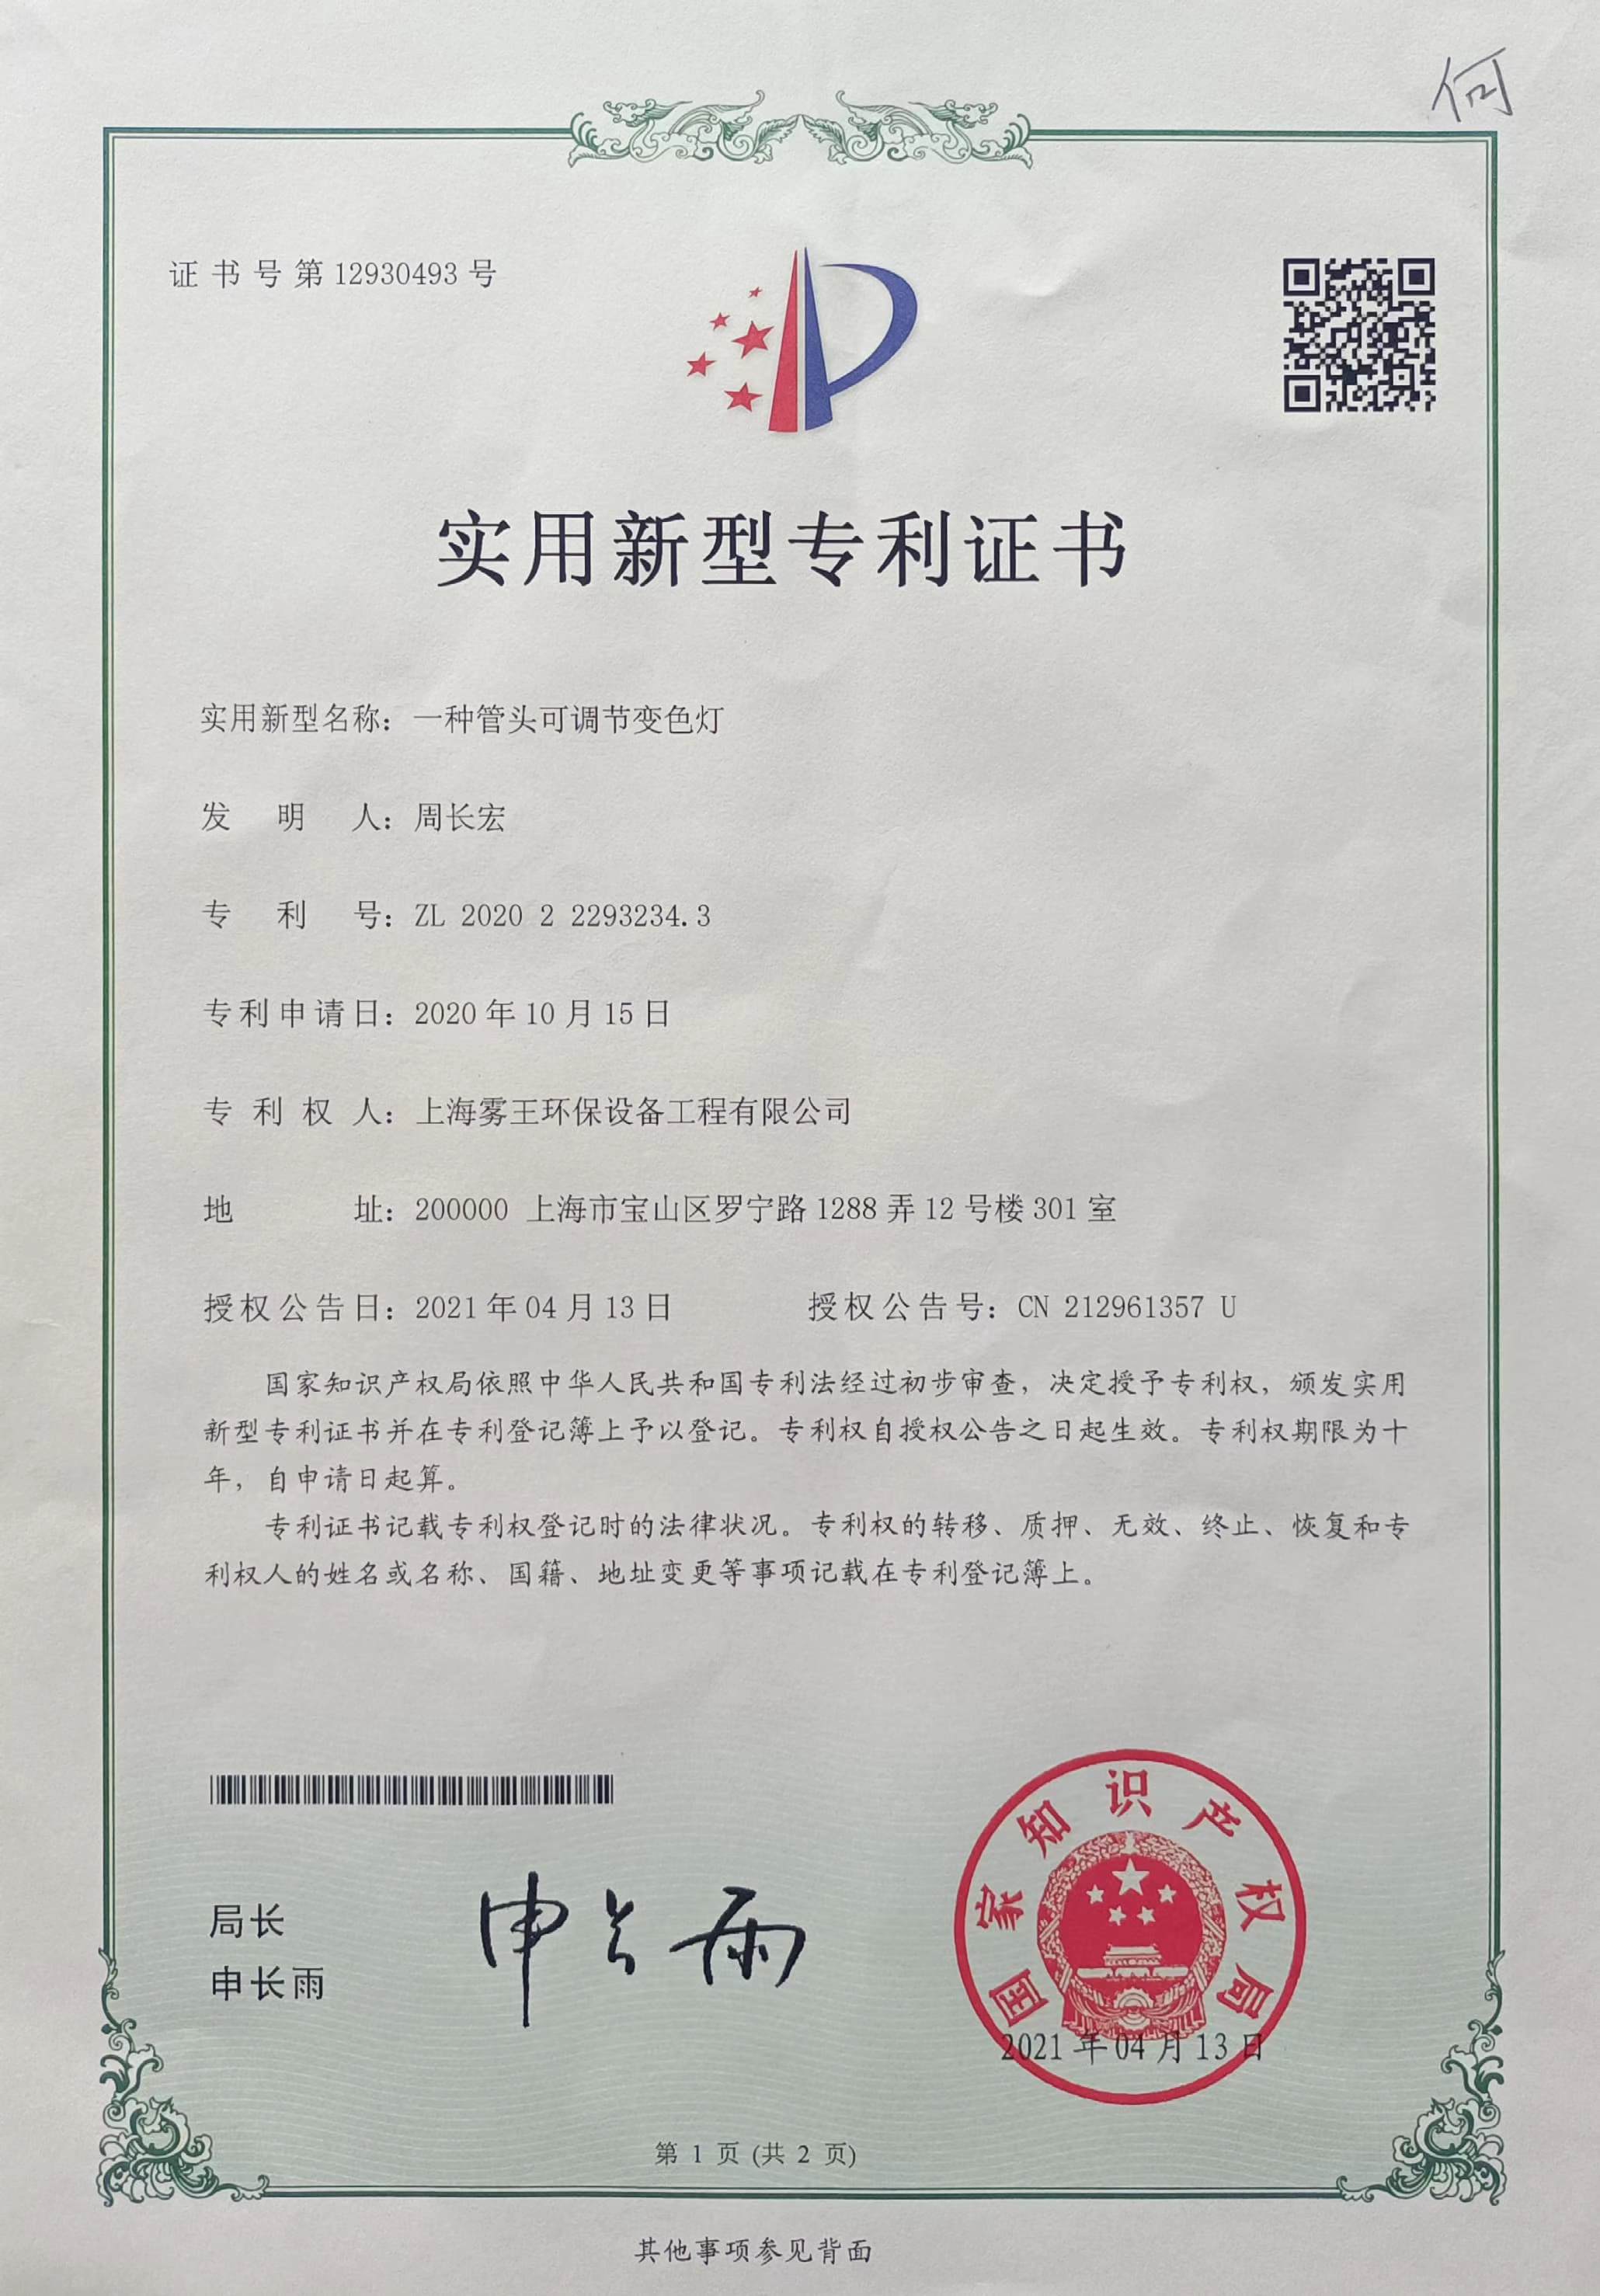 何
证书号第12930493号
实用新型专利证书
实用新型名称：一种管头可调节变色灯
发明人：周长宏
专利号：ZL 2020 2 2293234.3
专利申请日：2020年10月15日
专利权人：上海雾王环保设备工程有限公司
地址：200000 上海市宝山区罗宁路1288弄12号楼301室
授权公告日：2021年04月13日 授权公告号：CN 212961357 U
国家知识产权局依照中华人民共和国专利法经过初步审查，决定授予专利权，颁发实用
新型专利证书并在专利登记簿上予以登记。专利权自授权公告之日起生效。专利权期限为十
年，自申请日起算。
专利证书记载专利权登记时的法律状况。专利权的转移、质押、无效、终止、恢复和专
利权人的姓名或名称、国籍、地址变更等事项记载在专利登记簿上。
局长
申长雨
申长雨
国家知识产权局
2021年04月13日
第 1 页 (共 2 页)
其他事项参见背面